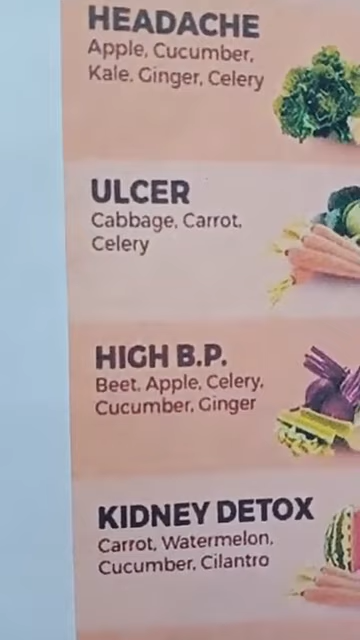 HEADACHE
Apple, Cucumber,
Kale, Ginger, Celery
ULCER
Cabbage, Carrot,
Celery
HIGH B.P.
Beet, Apple, Celery,
Cucumber, Ginger
KIDNEY DETOX
Carrot, Watermelon,
Cucumber, Cilantro